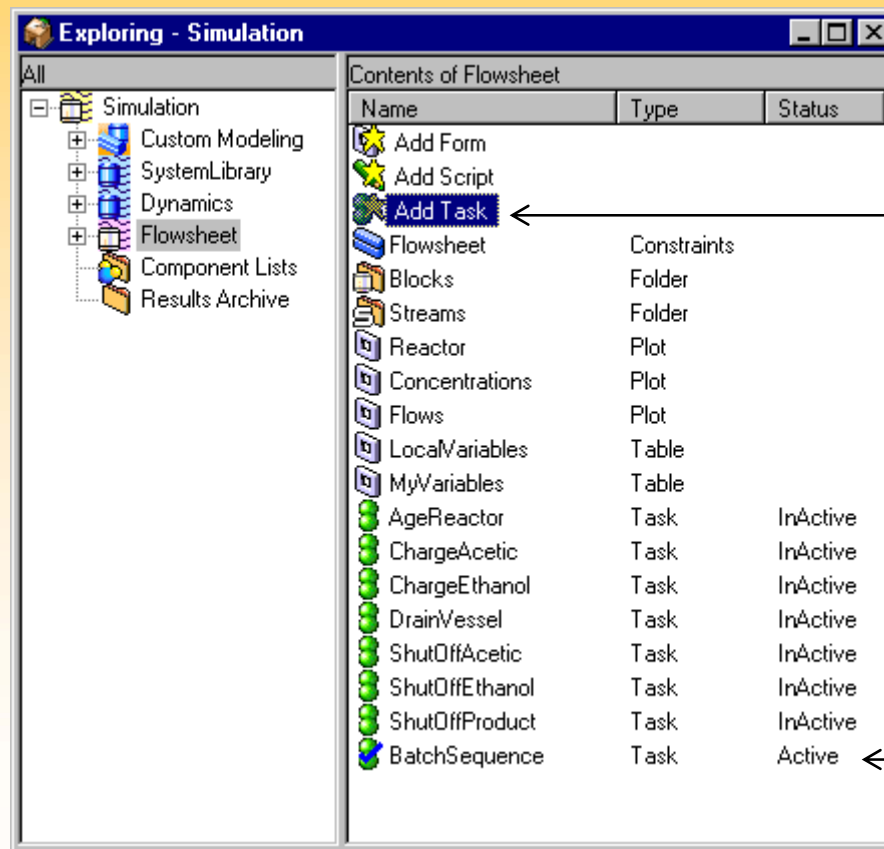 Exploring - Simulation
All
Simulation
Custom Modeling
SystemLibrary
Dynamics
Flowsheet
Component Lists
Results Archive
Contents of Flowsheet
Name Type Status
Add Form
Add Script
Add Task
Flowsheet Constraints
Blocks Folder
Streams Folder
Reactor Plot
Concentrations Plot
Flows Plot
LocalVariables Table
MyVariables Table
AgeReactor Task InActive
ChargeAcetic Task InActive
ChargeEthanol Task InActive
DrainVessel Task InActive
ShutOffAcetic Task InActive
ShutOffEthanol Task InActive
ShutOffProduct Task InActive
BatchSequence Task Active